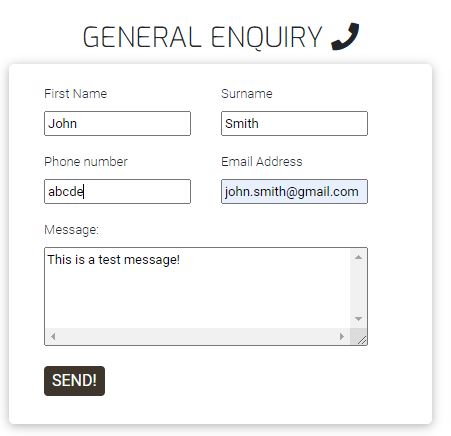 GENERAL ENQUIRY
First Name Surname
John Smith
Phone number Email Address
abcde john.smith@gmail.com
Message:
This is a test message!
SEND!